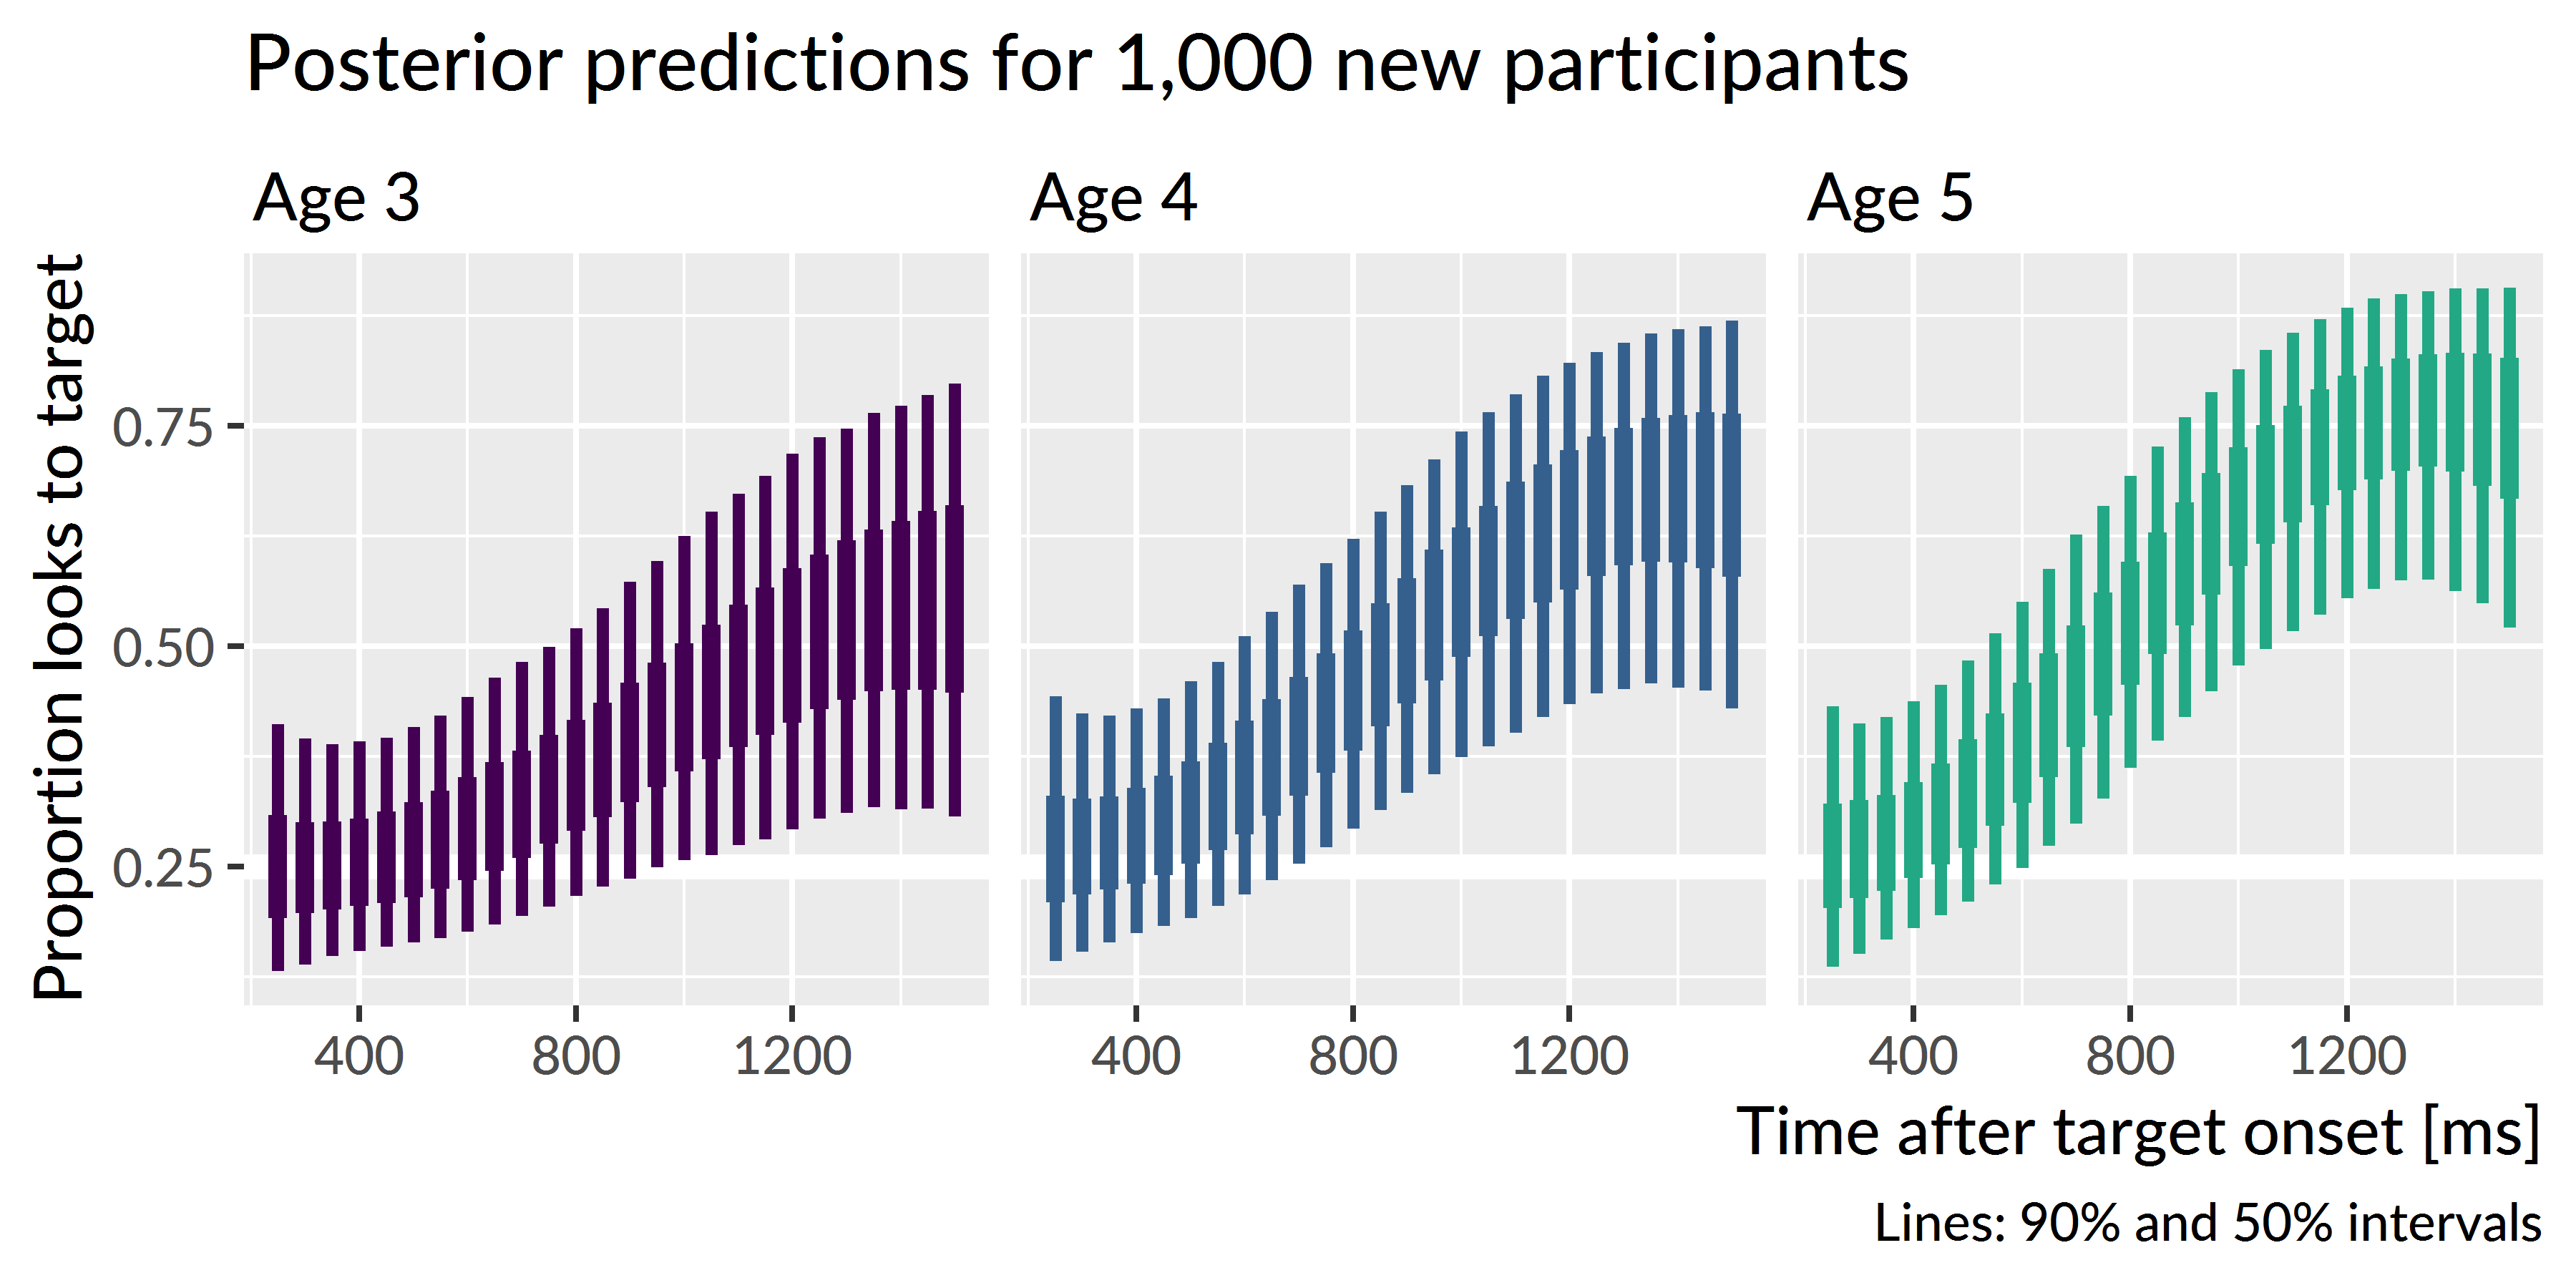 Posterior predictions for 1,000 new participants
Age 3
Age 4
Age 5
Proportion looks to target
0.75
0.50
0.25
400 800 1200
400 800 1200
400 800 1200
Time after target onset [ms]
Lines: 90% and 50% intervals